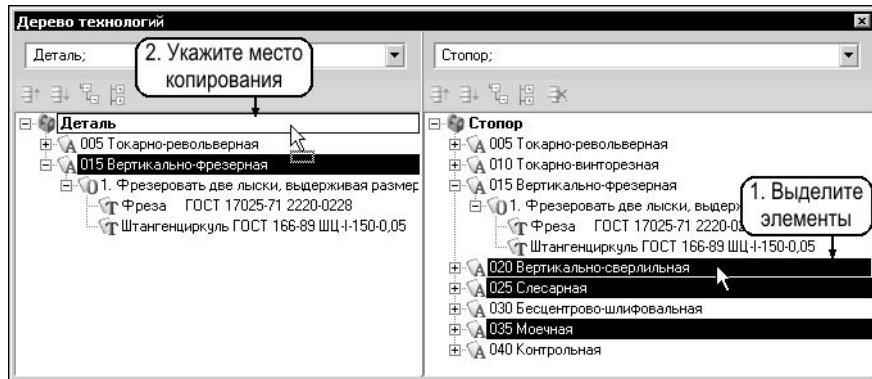 Дерево технологий
Деталь;
2. Укажите место
копирования
Деталь
005 Токарно-револьверная
015 Вертикально-фрезерная
1. Фрезеровать две лыски, выдерживая размер
Фреза ГОСТ 17025-71 2220-0228
Штангенциркуль ГОСТ 166-89 ШЦ-I-150-0,05
Стопор;
Стопор
005 Токарно-револьверная
010 Токарно-винторезная
015 Вертикально-фрезерная
1. Фрезеровать две лыски,
Фреза ГОСТ 17025-71
Штангенциркуль ГОСТ 166-89 ШЦ-I-150-0,05
1. Выделите
элементы
020 Вертикально-сверлильная
025 Слесарная
030 Бесцентрово-шлифовальная
035 Моечная
040 Контрольная